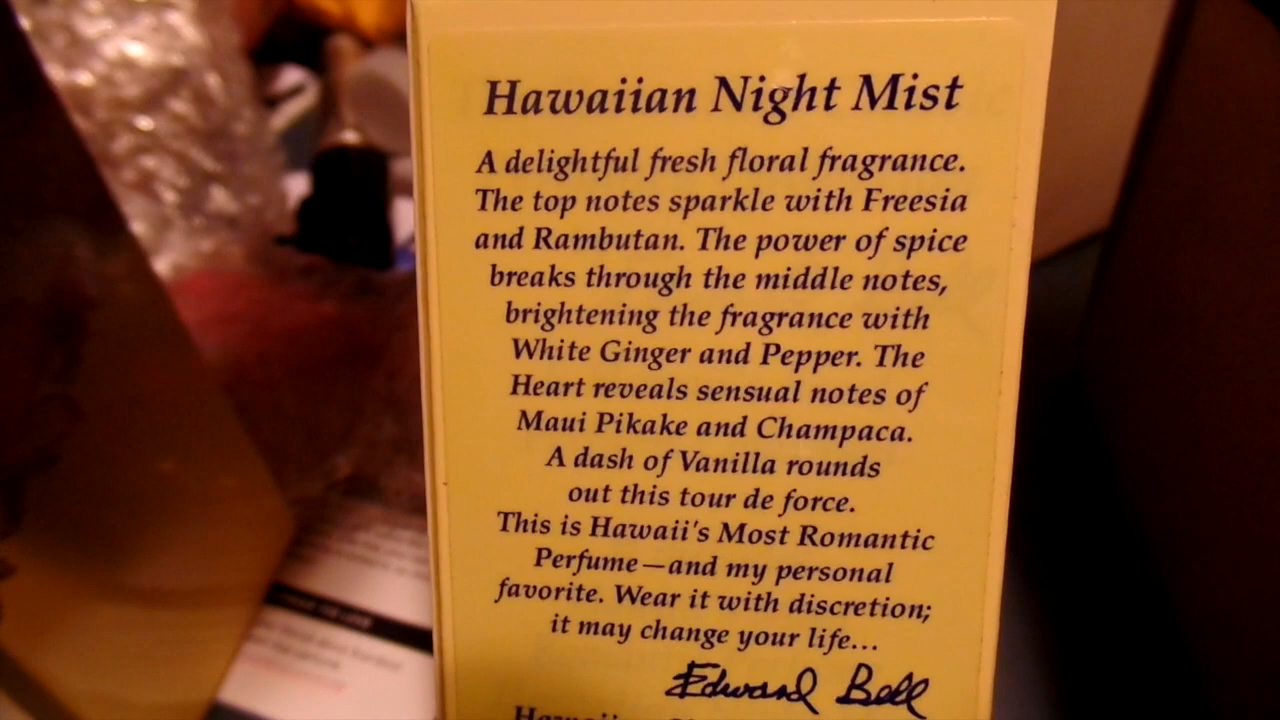 Hawaiian Night Mist
A delightful fresh floral fragrance.
The top notes sparkle with Freesia
and Rambutan. The power of spice
breaks through the middle notes,
brightening the fragrance with
White Ginger and Pepper. The
Heart reveals sensual notes of
Maui Pikake and Champaca.
A dash of Vanilla rounds
out this tour de force.
This is Hawaii's Most Romantic
Perfume—and my personal
favorite. Wear it with discretion;
it may change your life...
Edward Bell